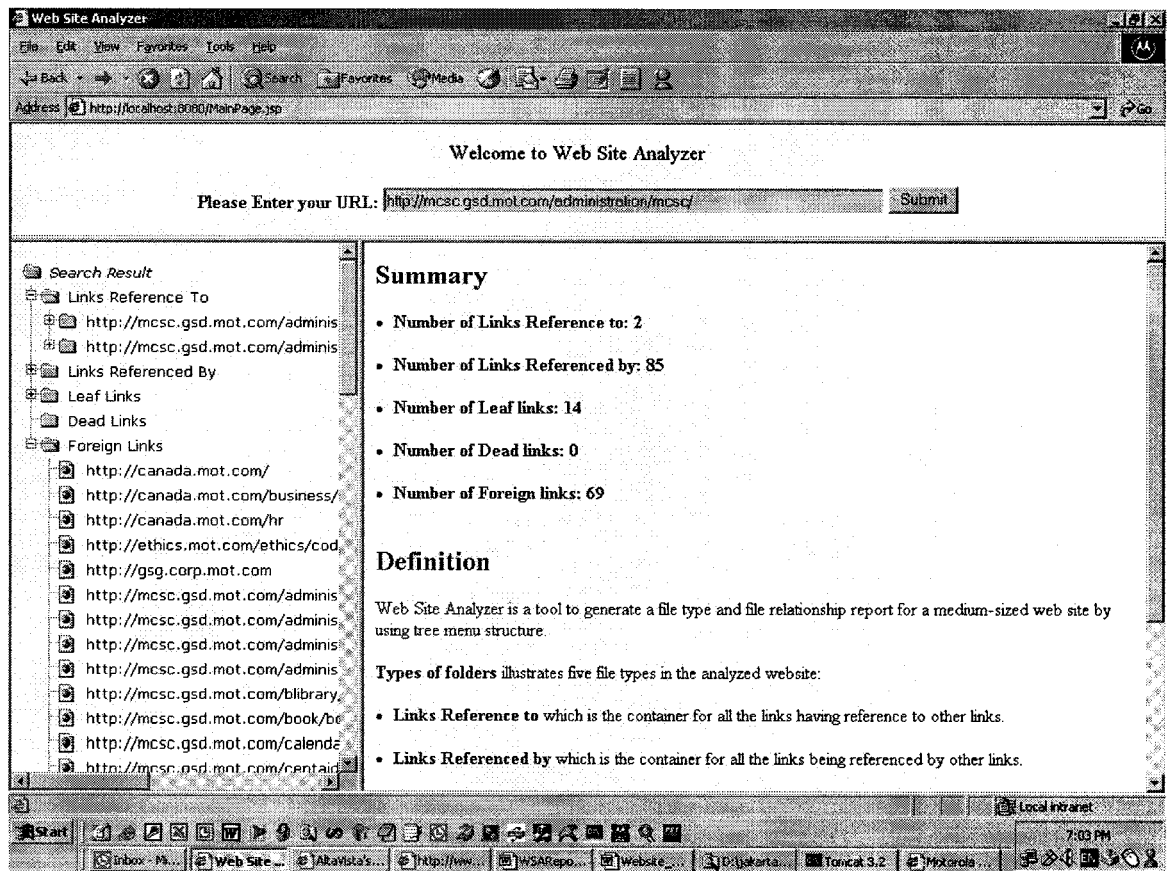 Web Site Analyzer
File Edit View Favorites Tools Help
Back Search Favorites Media
Address http://localhost:8080/MainPage.jsp Go
Welcome to Web Site Analyzer
Please Enter your URL: http://mcsc.gsd.mot.com/administration/mcsc/ Submit
Search Result
Links Reference To
http://mcsc.gsd.mot.com/adminis
http://mcsc.gsd.mot.com/adminis
Links Referenced By
Leaf Links
Dead Links
Foreign Links
http://canada.mot.com/
http://canada.mot.com/business/
http://canada.mot.com/hr
http://ethics.mot.com/ethics/cod
http://gsg.corp.mot.com
http://mcsc.gsd.mot.com/adminis
http://mcsc.gsd.mot.com/adminis
http://mcsc.gsd.mot.com/adminis
http://mcsc.gsd.mot.com/adminis
http://mcsc.gsd.mot.com/blibrary
http://mcsc.gsd.mot.com/book/bo
http://mcsc.gsd.mot.com/calenda
http://mcsc.gsd.mot.com/centaid
Summary
• Number of Links Reference to: 2
• Number of Links Referenced by: 85
• Number of Leaf links: 14
• Number of Dead links: 0
• Number of Foreign links: 69
Definition
Web Site Analyzer is a tool to generate a file type and file relationship report for a medium-sized web site by
using tree menu structure.
Types of folders illustrates five file types in the analyzed website:
• Links Reference to which is the container for all the links having reference to other links.
• Links Referenced by which is the container for all the links being referenced by other links.
Local intranet
Start 7:03 PM
Inbox - M... Web Site ... AltaVista's... http://ww... WSARepo... Website_... D:\jakarta... Tomcat 3.2 Motorola ... EN